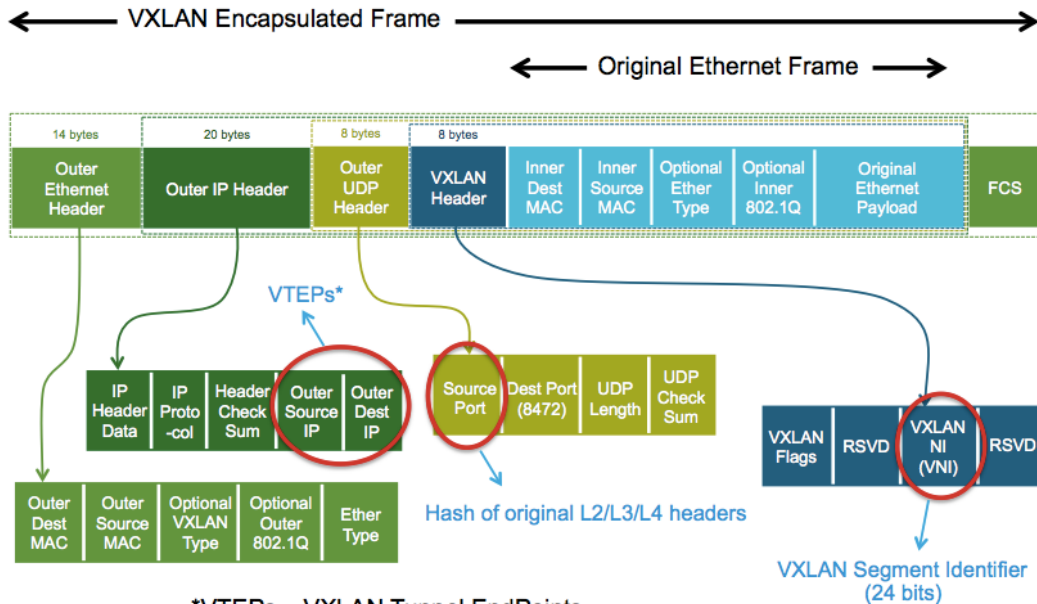 VXLAN Encapsulated Frame
Original Ethernet Frame
14 bytes
20 bytes
8 bytes
8 bytes
Outer
Ethernet
Header
Outer IP Header
Outer
UDP
Header
VXLAN
Header
Inner
Dest
MAC
Inner
Source
MAC
Optional
Ether
Type
Optional
Inner
802.1Q
Original
Ethernet
Payload
FCS
VTEPs*
IP
Header
Data
IP
Proto
-col
Header
Check
Sum
Outer
Source
IP
Outer
Dest
IP
Source
Port
Dest Port
(8472)
UDP
Length
UDP
Check
Sum
VXLAN
Flags
RSVD
VXLAN
NI
(VNI)
RSVD
Outer
Dest
MAC
Outer
Source
MAC
Optional
VXLAN
Type
Optional
Outer
802.1Q
Ether
Type
Hash of original L2/L3/L4 headers
VXLAN Segment Identifier
(24 bits)
*VTEPs – VXLAN Tunnel EndPoints